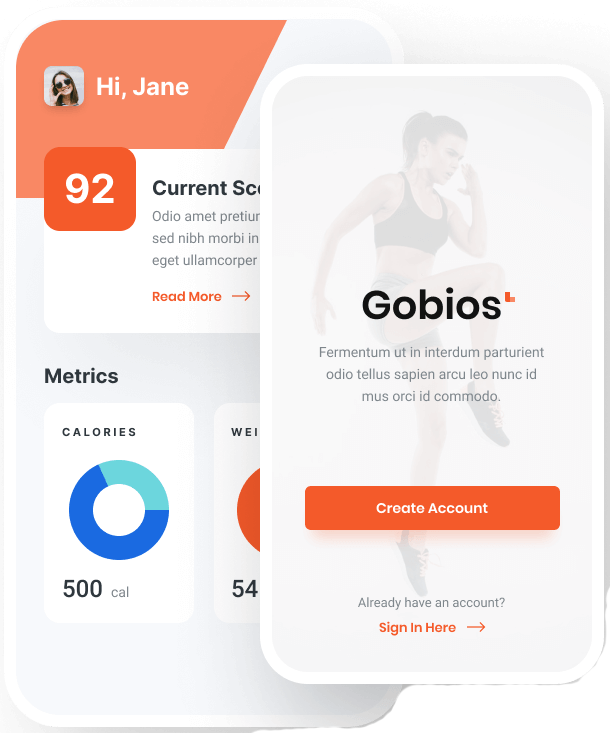 Hi, Jane
92
Current Sco
Odio amet pretiur
sed nibh morbi in
eget ullamcorper
Read More
Metrics
CALORIES
500 cal
WEI
54
Gobios
Fermentum ut in interdum parturient
odio tellus sapien arcu leo nunc id
mus orci id commodo.
Create Account
Already have an account?
Sign In Here